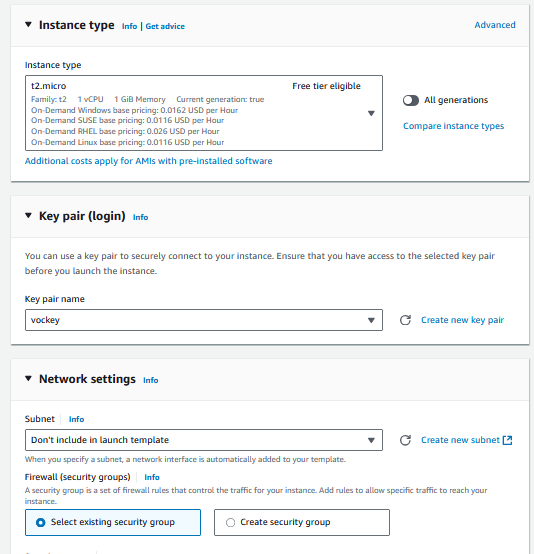 Instance type Info | Get advice Advanced
Instance type
t2.micro Free tier eligible
Family: t2 1 vCPU 1 GiB Memory Current generation: true
On-Demand Windows base pricing: 0.0162 USD per Hour
On-Demand SUSE base pricing: 0.0116 USD per Hour
On-Demand RHEL base pricing: 0.026 USD per Hour
On-Demand Linux base pricing: 0.0116 USD per Hour
All generations
Compare instance types
Additional costs apply for AMIs with pre-installed software
Key pair (login) Info
You can use a key pair to securely connect to your instance. Ensure that you have access to the selected key pair
before you launch the instance.
Key pair name
vockey
Create new key pair
Network settings Info
Subnet Info
Don't include in launch template
Create new subnet
When you specify a subnet, a network interface is automatically added to your template.
Firewall (security groups) Info
A security group is a set of firewall rules that control the traffic for your instance. Add rules to allow specific traffic to reach your
instance.
Select existing security group
Create security group